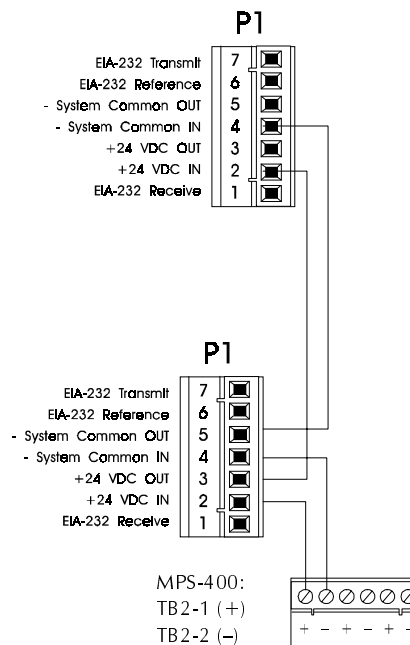 P1
EIA-232 Transmit 7
EIA-232 Reference 6
- System Common OUT 5
- System Common IN 4
+24 VDC OUT 3
+24 VDC IN 2
EIA-232 Receive 1
P1
EIA-232 Transmit 7
EIA-232 Reference 6
- System Common OUT 5
- System Common IN 4
+24 VDC OUT 3
+24 VDC IN 2
EIA-232 Receive 1
MPS-400:
TB2-1 (+)
TB2-2 (–)
+ – + – + –